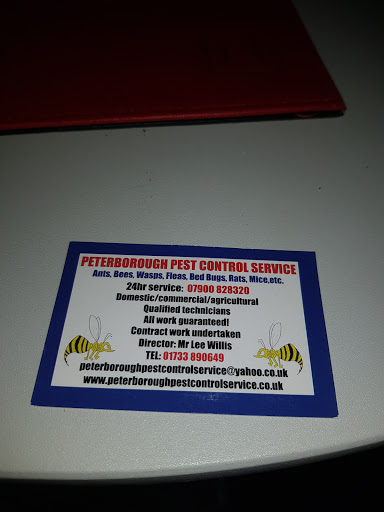 PETERBOROUGH PEST CONTROL SERVICE
Ants, Bees, Wasps, Fleas, Bed Bugs, Rats, Mice,etc.
24hr service: 07900 828320
Domestic/commercial/agricultural
Qualified technicians
All work guaranteed!
Contract work undertaken
Director: Mr Lee Willis
TEL: 01733 890649
peterboroughpestcontrolservice@yahoo.co.uk
www.peterboroughpestcontrolservice.co.uk